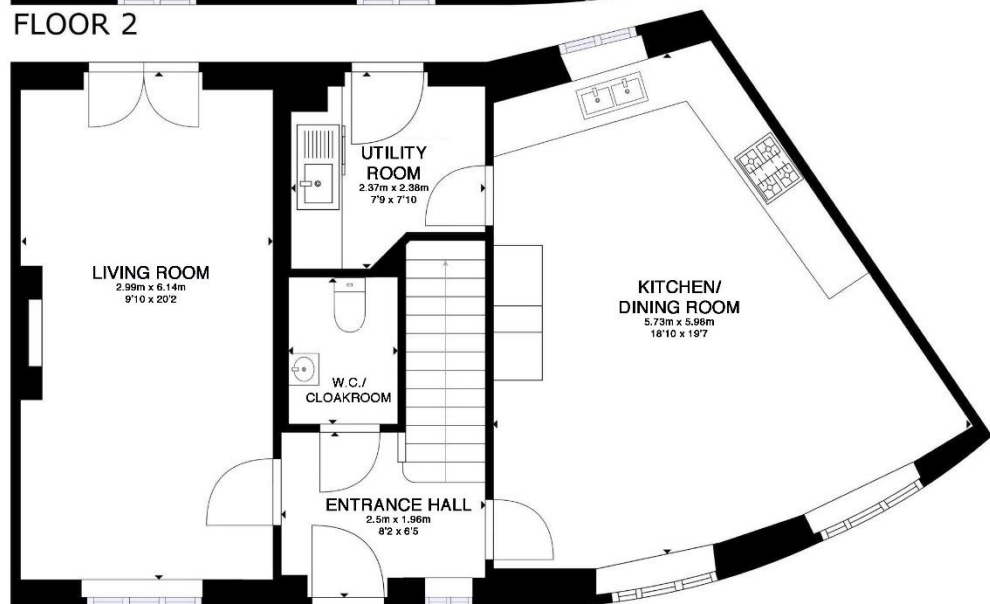 FLOOR 2
UTILITY
ROOM
2.37m x 2.38m
7'9 x 7'10
LIVING ROOM
2.99m x 6.14m
9'10 x 20'2
KITCHEN/
DINING ROOM
5.73m x 5.98m
18'10 x 19'7
W.C./
CLOAKROOM
ENTRANCE HALL
2.5m x 1.96m
8'2 x 6'5